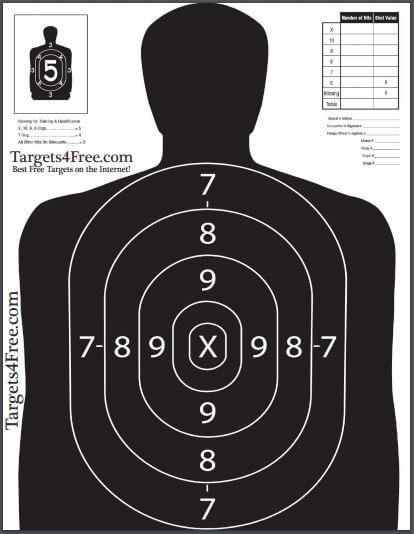 5
3
3
3
3
4
4
Scoring for Training & Qualification
X, 10, 9, 8 rings = 5
7 ring = 4
All Other Hits On Silhouette = 3
Targets4Free.com
Best Free Targets on the Internet!
Number of Hits Shot Value
X
10
9
8
7
6 0
Missing 0
Totals
Shooter's Initials
Competitor's Signature
Range Officer's signature
Match #
Relay #
Target #
Stage #
7
8
9
7-8 9 X 9 8-7
9
8
7
Targets4Free.com